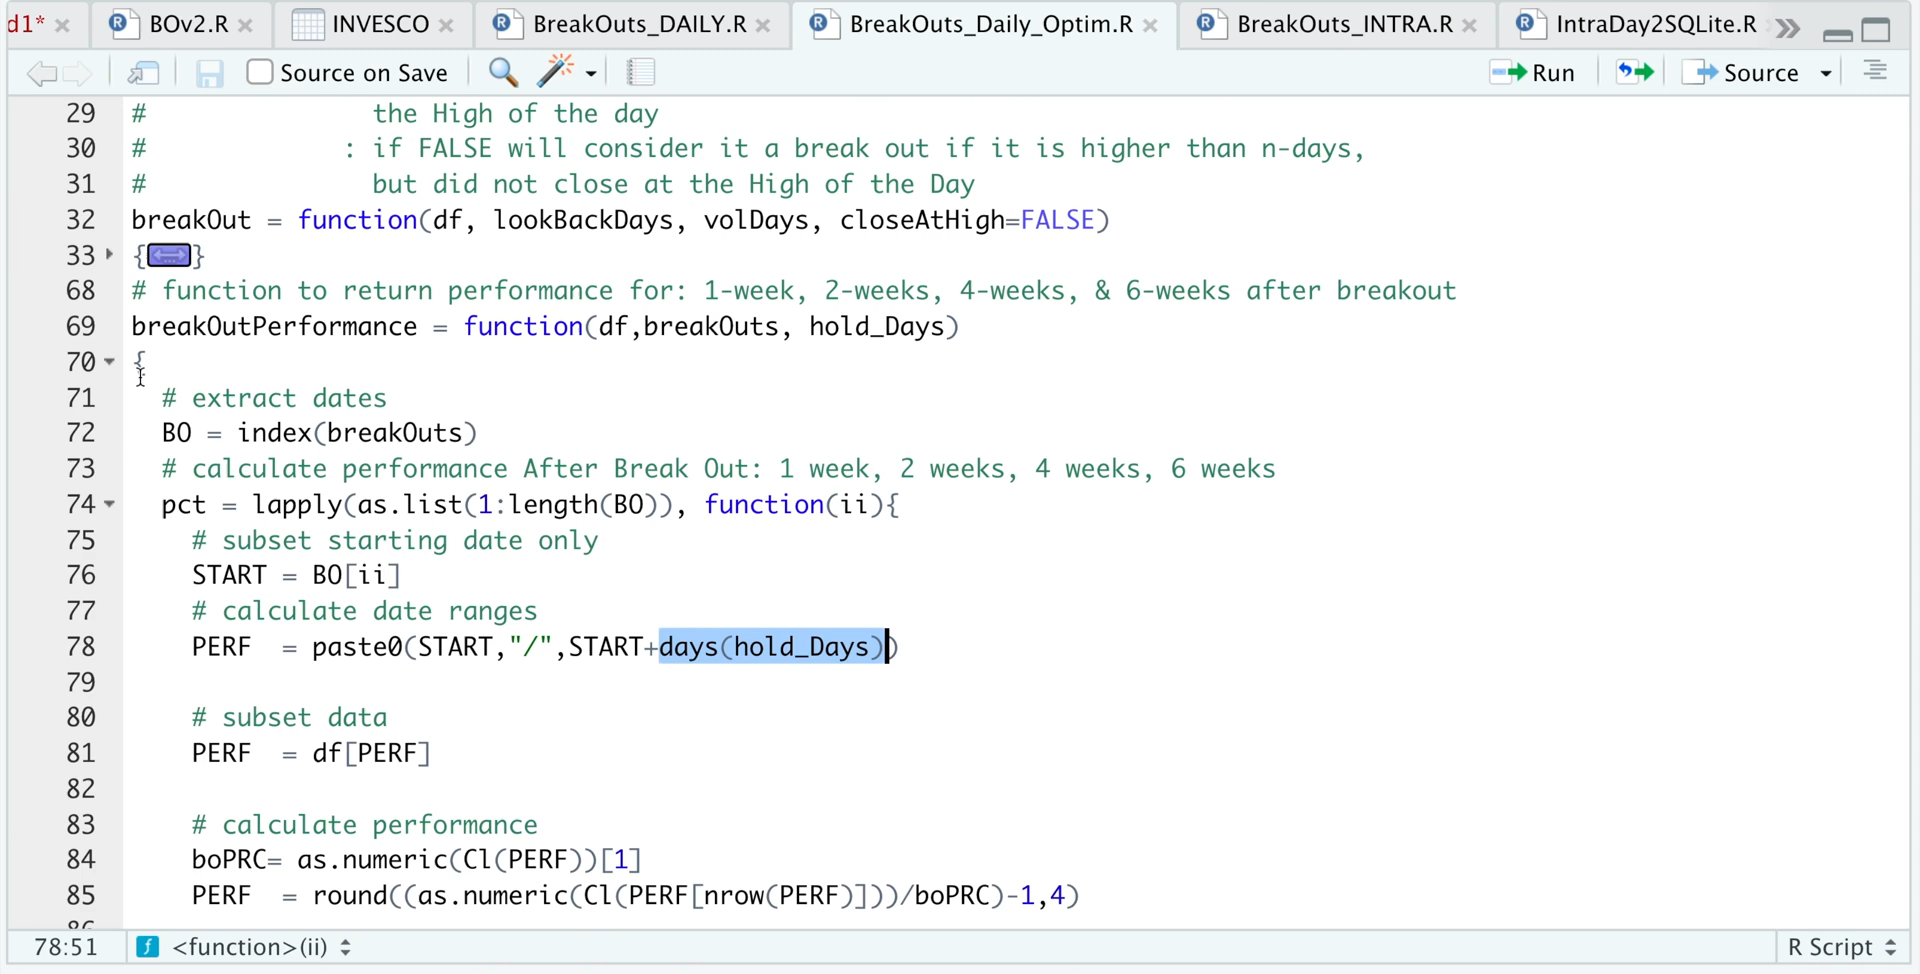 d1* BOv2.R INVESCO BreakOuts_DAILY.R BreakOuts_Daily_Optim.R BreakOuts_INTRA.R IntraDay2SQLite.R
Source on Save Run Source
29 # the High of the day
30 # : if FALSE will consider it a break out if it is higher than n-days,
31 # but did not close at the High of the Day
32 breakOut = function(df, lookBackDays, volDays, closeAtHigh=FALSE)
33 {}
68 # function to return performance for: 1-week, 2-weeks, 4-weeks, & 6-weeks after breakout
69 breakOutPerformance = function(df,breakOuts, hold_Days)
70 {
71 # extract dates
72 BO = index(breakOuts)
73 # calculate performance After Break Out: 1 week, 2 weeks, 4 weeks, 6 weeks
74 pct = lapply(as.list(1:length(BO)), function(ii){
75 # subset starting date only
76 START = BO[ii]
77 # calculate date ranges
78 PERF = paste0(START,"/",START+days(hold_Days))
79
80 # subset data
81 PERF = df[PERF]
82
83 # calculate performance
84 boPRC= as.numeric(Cl(PERF))[1]
85 PERF = round((as.numeric(Cl(PERF[nrow(PERF)]))/boPRC)-1,4)
86
78:51 <function>(ii) R Script